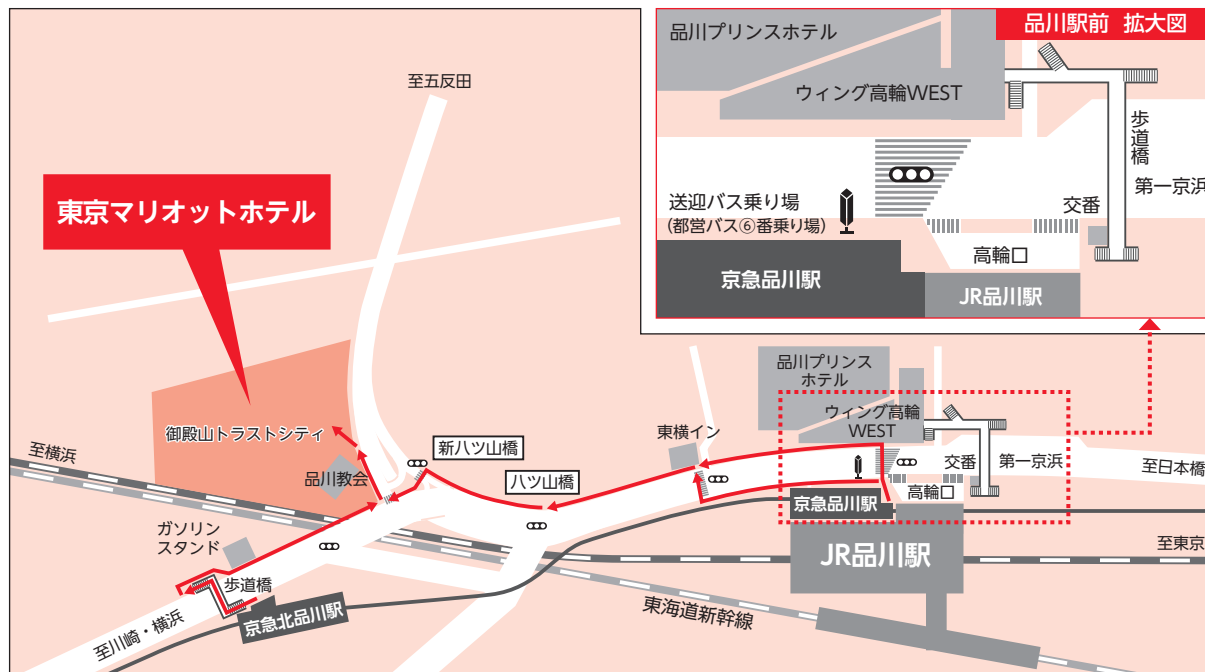 至五反田
東京マリオットホテル
品川駅前 拡大図
品川プリンスホテル
ウィング高輪WEST
歩道橋
第一京浜
交番
送迎バス乗り場
(都営バス⑥番乗り場)
高輪口
京急品川駅
JR品川駅
品川プリンス
ホテル
ウィング高輪
WEST
東横イン
交番
第一京浜
至日本橋
高輪口
京急品川駅
JR品川駅
至東京
御殿山トラストシティ
至横浜
新八ツ山橋
八ツ山橋
品川教会
ガソリン
スタンド
歩道橋
京急北品川駅
至川崎・横浜
東海道新幹線